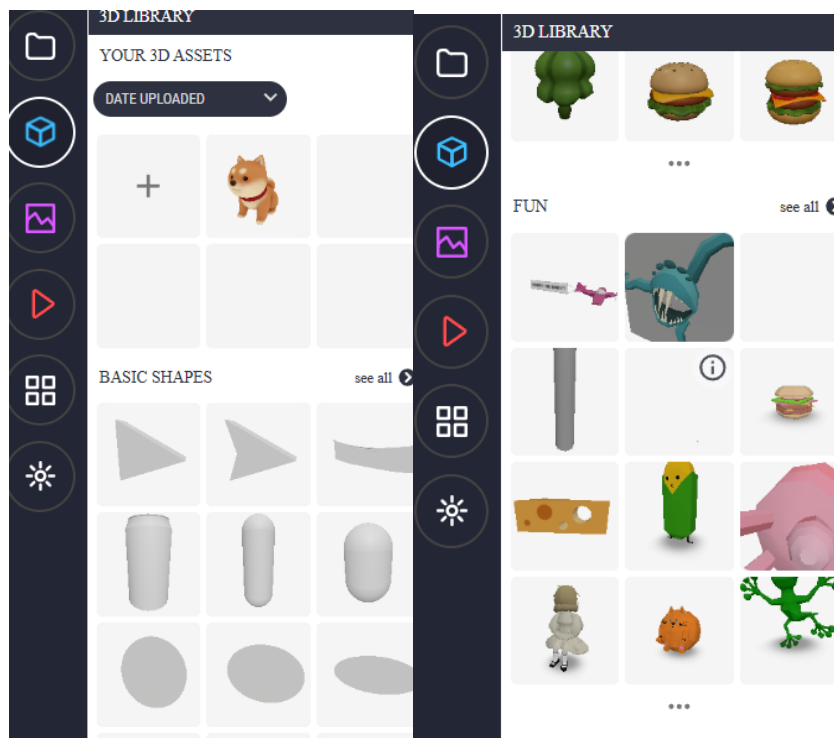 3D LIBRARY
YOUR 3D ASSETS
DATE UPLOADED
BASIC SHAPES
see all
3D LIBRARY
FUN
see all